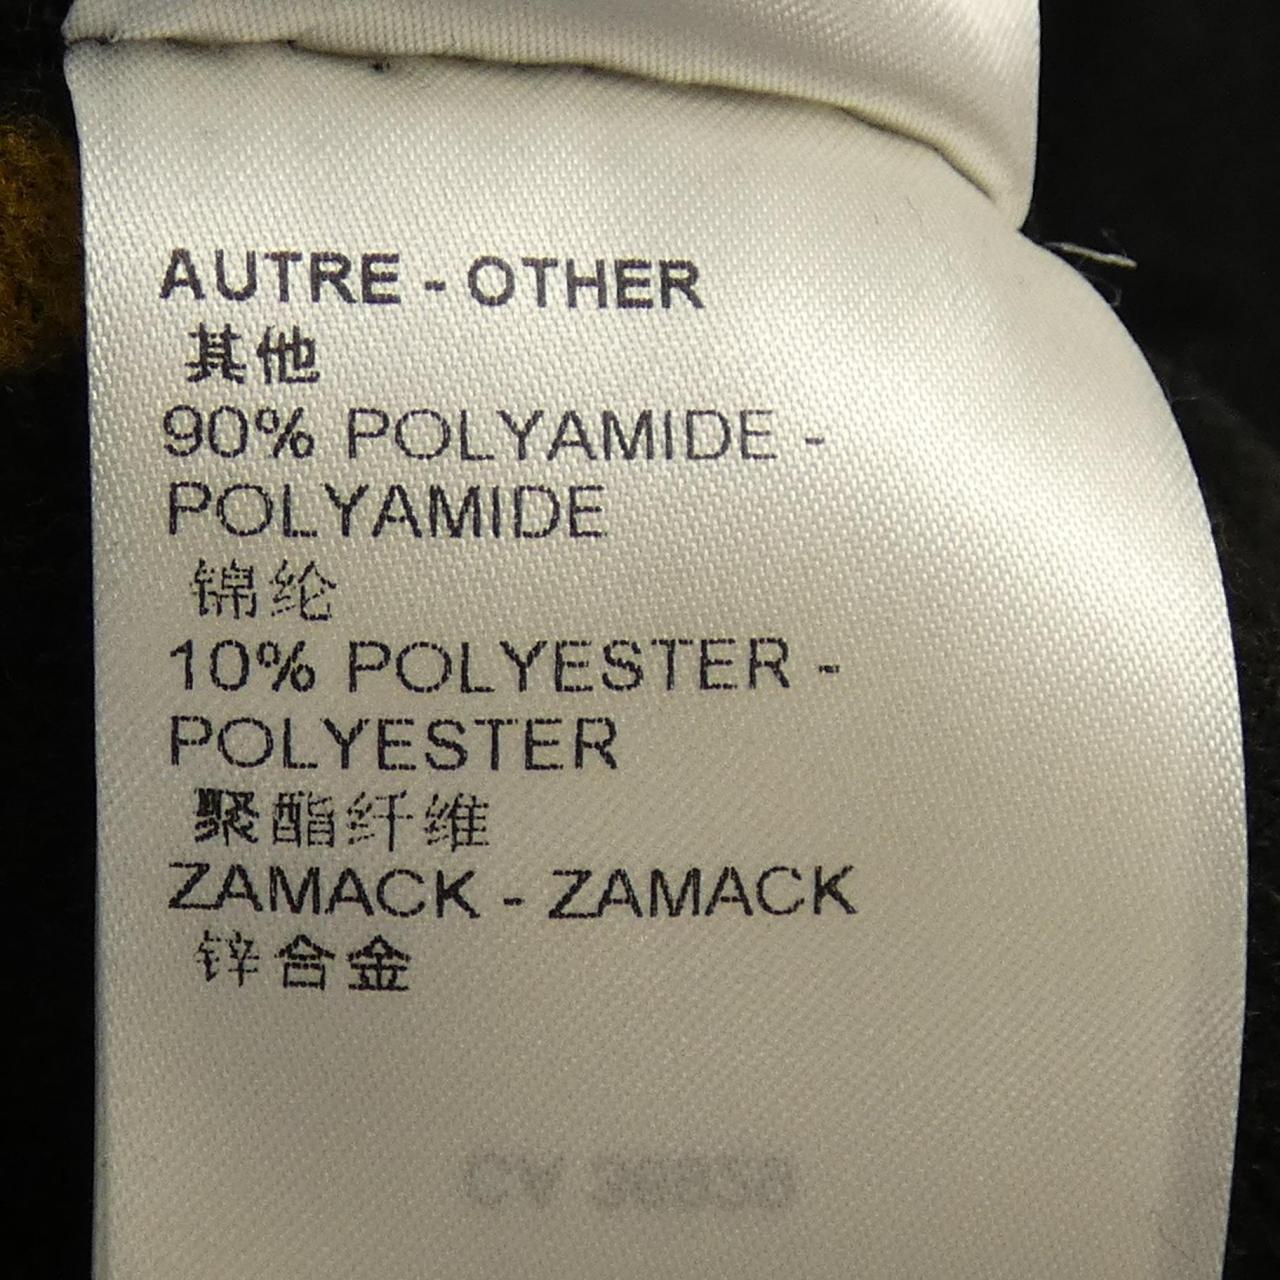 AUTRE - OTHER
其他
90% POLYAMIDE -
POLYAMIDE
锦纶
10% POLYESTER -
POLYESTER
聚酯纤维
ZAMACK - ZAMACK
锌合金
CV